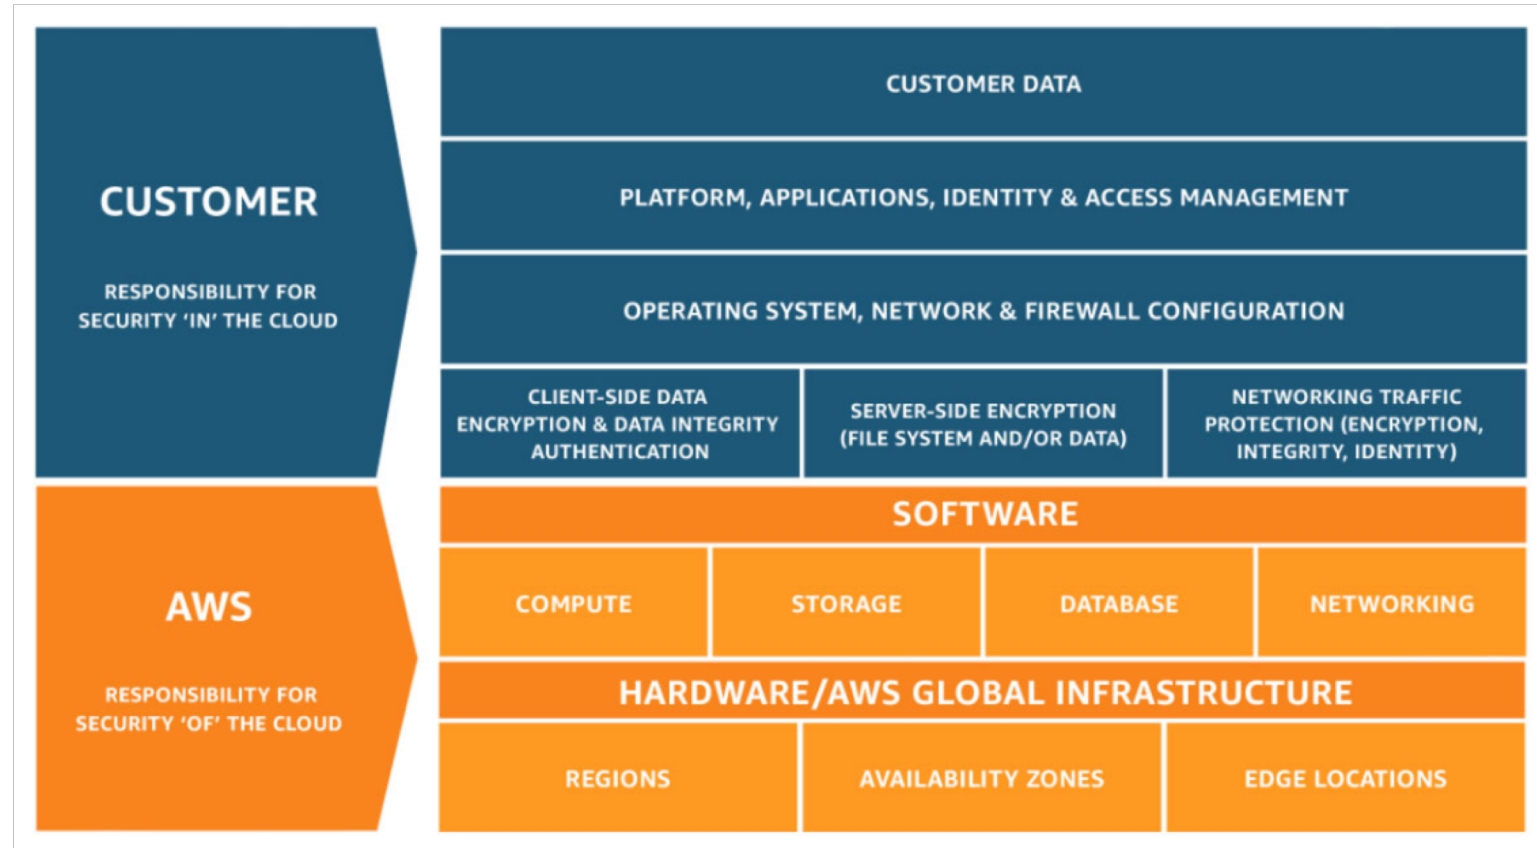 CUSTOMER
RESPONSIBILITY FOR
SECURITY ‘IN’ THE CLOUD
CUSTOMER DATA
PLATFORM, APPLICATIONS, IDENTITY & ACCESS MANAGEMENT
OPERATING SYSTEM, NETWORK & FIREWALL CONFIGURATION
CLIENT-SIDE DATA
ENCRYPTION & DATA INTEGRITY
AUTHENTICATION
SERVER-SIDE ENCRYPTION
(FILE SYSTEM AND/OR DATA)
NETWORKING TRAFFIC
PROTECTION (ENCRYPTION,
INTEGRITY, IDENTITY)
AWS
RESPONSIBILITY FOR
SECURITY ‘OF’ THE CLOUD
SOFTWARE
COMPUTE
STORAGE
DATABASE
NETWORKING
HARDWARE/AWS GLOBAL INFRASTRUCTURE
REGIONS
AVAILABILITY ZONES
EDGE LOCATIONS